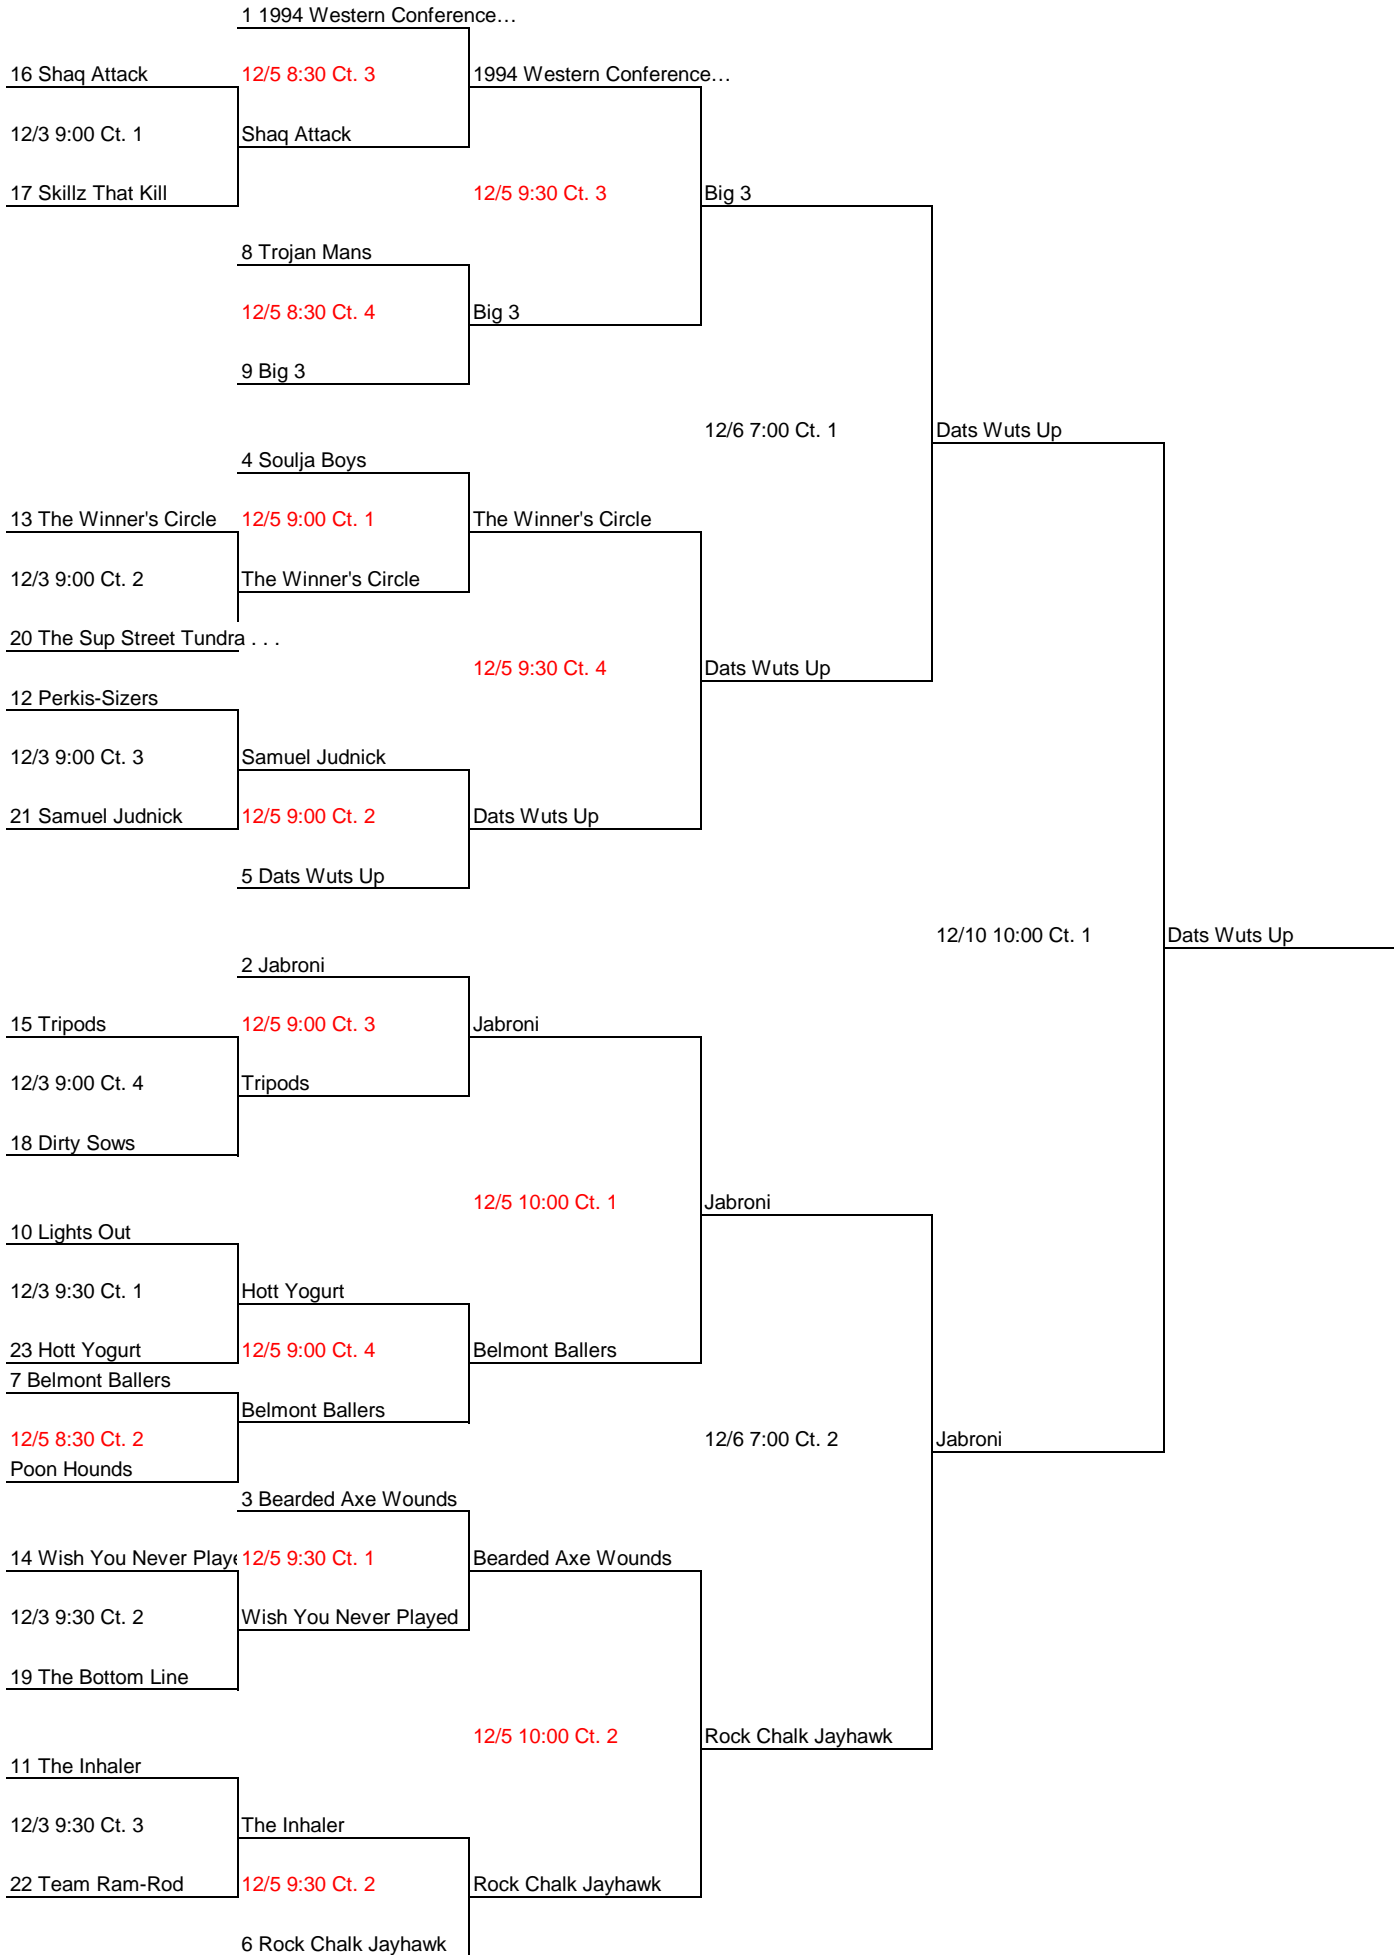 1 1994 Western Conference…
16 Shaq Attack
12/5 8:30 Ct. 3
1994 Western Conference…
12/3 9:00 Ct. 1
Shaq Attack
17 Skillz That Kill
12/5 9:30 Ct. 3
Big 3
8 Trojan Mans
12/5 8:30 Ct. 4
Big 3
9 Big 3
12/6 7:00 Ct. 1
Dats Wuts Up
4 Soulja Boys
13 The Winner's Circle
12/5 9:00 Ct. 1
The Winner's Circle
12/3 9:00 Ct. 2
The Winner's Circle
20 The Sup Street Tundra . . .
12/5 9:30 Ct. 4
Dats Wuts Up
12 Perkis-Sizers
12/3 9:00 Ct. 3
Samuel Judnick
21 Samuel Judnick
12/5 9:00 Ct. 2
Dats Wuts Up
5 Dats Wuts Up
12/10 10:00 Ct. 1
Dats Wuts Up
2 Jabroni
15 Tripods
12/5 9:00 Ct. 3
Jabroni
12/3 9:00 Ct. 4
Tripods
18 Dirty Sows
12/5 10:00 Ct. 1
Jabroni
10 Lights Out
12/3 9:30 Ct. 1
Hott Yogurt
23 Hott Yogurt
12/5 9:00 Ct. 4
Belmont Ballers
7 Belmont Ballers
Belmont Ballers
12/5 8:30 Ct. 2
12/6 7:00 Ct. 2
Jabroni
Poon Hounds
3 Bearded Axe Wounds
14 Wish You Never Playe
12/5 9:30 Ct. 1
Bearded Axe Wounds
12/3 9:30 Ct. 2
Wish You Never Played
19 The Bottom Line
12/5 10:00 Ct. 2
Rock Chalk Jayhawk
11 The Inhaler
12/3 9:30 Ct. 3
The Inhaler
22 Team Ram-Rod
12/5 9:30 Ct. 2
Rock Chalk Jayhawk
6 Rock Chalk Jayhawk